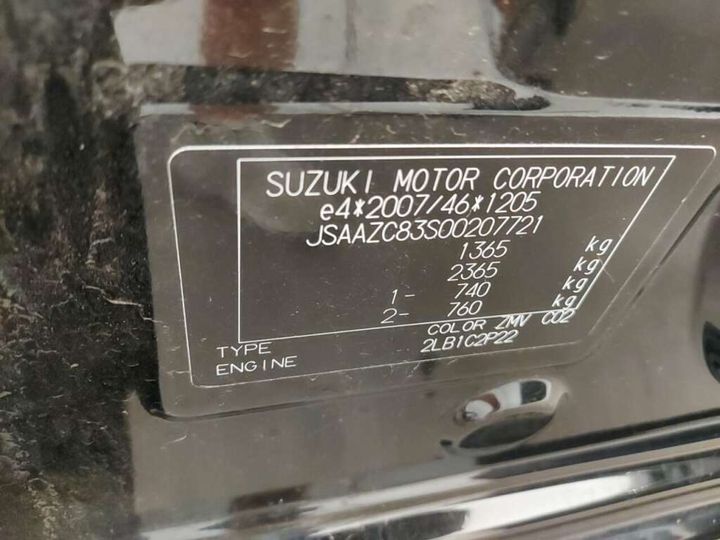 SUZUKI MOTOR CORPORATION
e4*2007/46*1205
JSAAZC83S00207721
1365 kg
2365 kg
1- 740 kg
2- 760 kg
COLOR ZMV C02
TYPE 2LB1C2P22
ENGINE